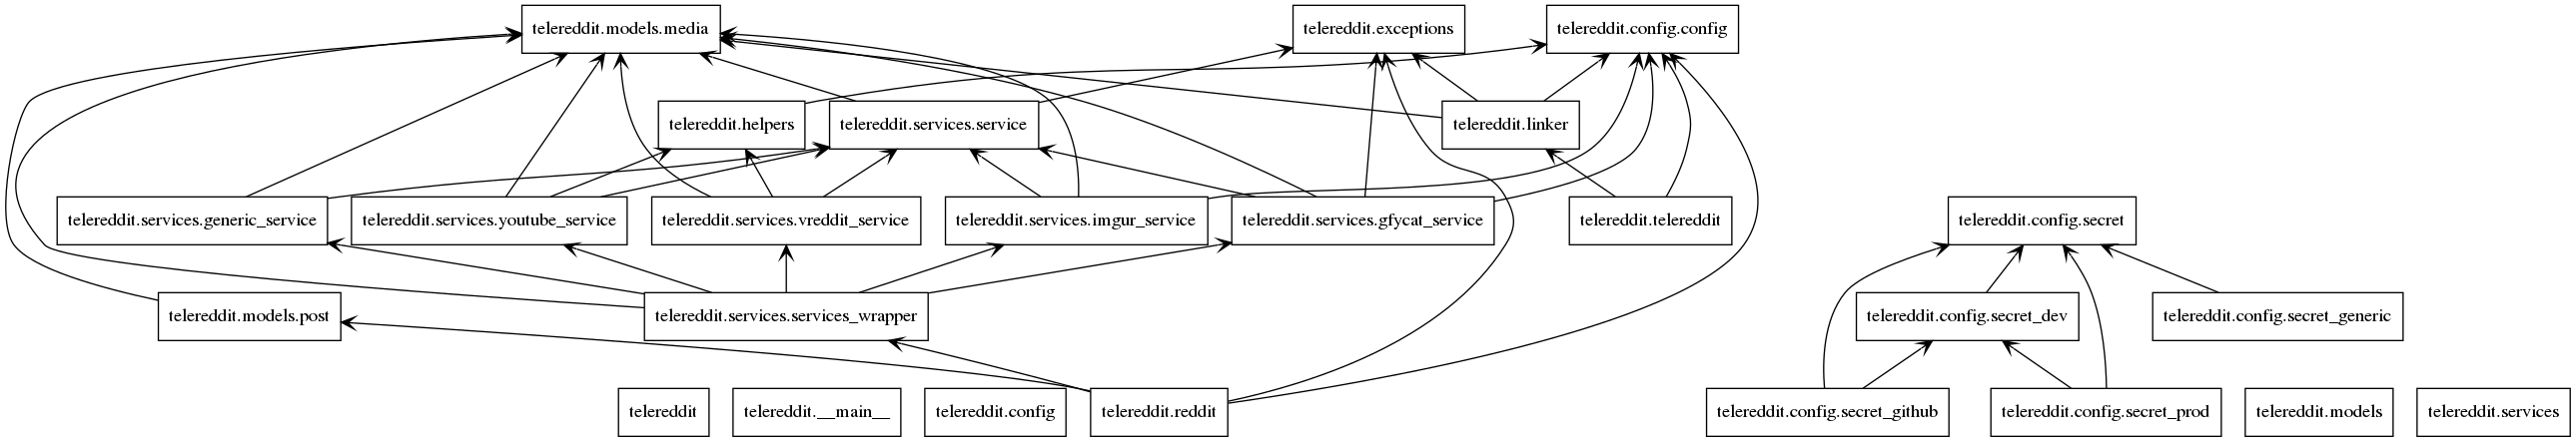 telereddit.models.media
telereddit.exceptions
telereddit.config.config
telereddit.helpers
telereddit.services.service
telereddit.linker
telereddit.services.generic_service
telereddit.services.youtube_service
telereddit.services.vreddit_service
telereddit.services.imgur_service
telereddit.services.gfycat_service
telereddit.telereddit
telereddit.config.secret
telereddit.models.post
telereddit.services.services_wrapper
telereddit.config.secret_dev
telereddit.config.secret_generic
telereddit
telereddit.__main__
telereddit.config
telereddit.reddit
telereddit.config.secret_github
telereddit.config.secret_prod
telereddit.models
telereddit.services